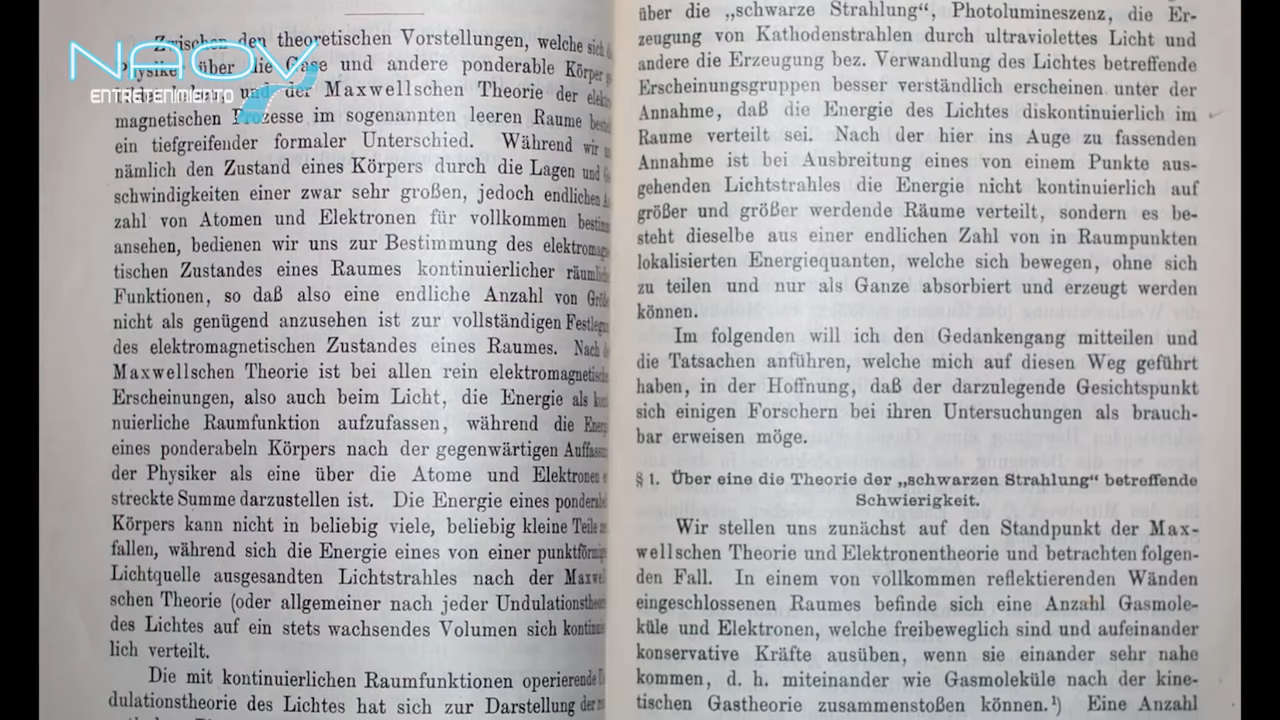 NAOV
ENTRETENIMIENTO
Zwischen den theoretischen Vorstellungen, welche sich
über die Gase und andere ponderable Körper
und der Maxwellschen Theorie der
magnetischen Prozesse im sogenannten leeren Raume
ein tiefgreifender formaler Unterschied. Während wir
nämlich den Zustand eines Körpers durch die Lagen und
schwindigkeiten einer zwar sehr großen, jedoch endlichen
zahl von Atomen und Elektronen für vollkommen
ansehen, bedienen wir uns zur Bestimmung des
tischen Zustandes eines Raumes kontinuierlicher
Funktionen, so daß also eine endliche Anzahl von
nicht als genügend anzusehen ist zur vollständigen
des elektromagnetischen Zustandes eines Raumes. Nach
Maxwellschen Theorie ist bei allen rein
Erscheinungen, also auch beim Licht, die Energie als
nuierliche Raumfunktion aufzufassen, während die
eines ponderabeln Körpers nach der gegenwärtigen
der Physiker als eine über die Atome und Elektronen
streckte Summe darzustellen ist. Die Energie eines
Körpers kann nicht in beliebig viele, beliebig kleine Teile
fallen, während sich die Energie eines von einer
Lichtquelle ausgesandten Lichtstrahles nach der
schen Theorie (oder allgemeiner nach jeder
des Lichtes auf ein stets wachsendes Volumen sich
lich verteilt.
Die mit kontinuierlichen Raumfunktionen operierende
dulationstheorie des Lichtes hat sich zur Darstellung der
über die „schwarze Strahlung“, Photolumineszenz, die Er-
zeugung von Kathodenstrahlen durch ultraviolettes Licht und
andere die Erzeugung bez. Verwandlung des Lichtes betreffende
Erscheinungsgruppen besser verständlich erscheinen unter der
Annahme, daß die Energie des Lichtes diskontinuierlich im
Raume verteilt sei. Nach der hier ins Auge zu fassenden
Annahme ist bei Ausbreitung eines von einem Punkte aus-
gehenden Lichtstrahles die Energie nicht kontinuierlich auf
größer und größer werdende Räume verteilt, sondern es be-
steht dieselbe aus einer endlichen Zahl von in Raumpunkten
lokalisierten Energiequanten, welche sich bewegen, ohne sich
zu teilen und nur als Ganze absorbiert und erzeugt werden
können.
Im folgenden will ich den Gedankengang mitteilen und
die Tatsachen anführen, welche mich auf diesen Weg geführt
haben, in der Hoffnung, daß der darzulegende Gesichtspunkt
sich einigen Forschern bei ihren Untersuchungen als brauch-
bar erweisen möge.
§ 1. Über eine die Theorie der „schwarzen Strahlung“ betreffende
Schwierigkeit.
Wir stellen uns zunächst auf den Standpunkt der Max-
wellschen Theorie und Elektronentheorie und betrachten folgen-
den Fall. In einem von vollkommen reflektierenden Wänden
eingeschlossenen Raumes befinde sich eine Anzahl Gasmole-
küle und Elektronen, welche freibeweglich sind und aufeinander
konservative Kräfte ausüben, wenn sie einander sehr nahe
kommen, d. h. miteinander wie Gasmoleküle nach der kine-
tischen Gastheorie zusammenstoßen können.¹) Eine Anzahl